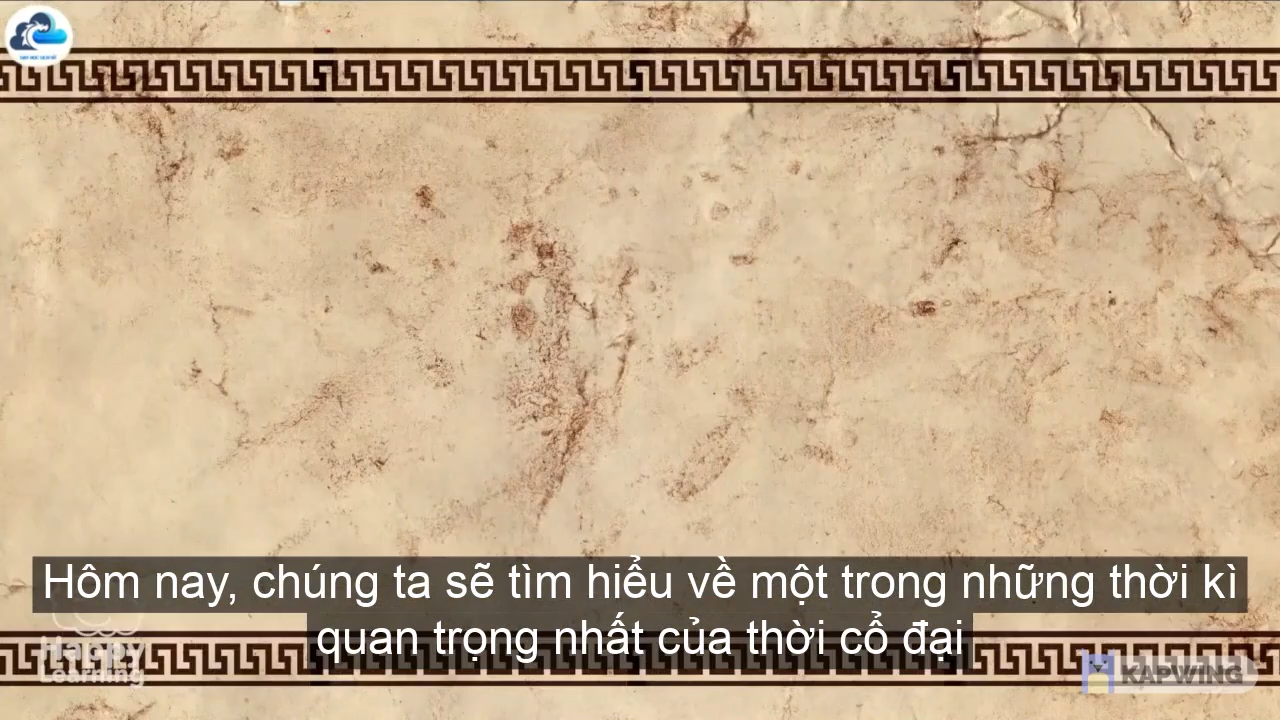 Hôm nay, chúng ta sẽ tìm hiểu về một trong những thời kì
quan trọng nhất của thời cổ đại
Happy
Learning
KAPWING